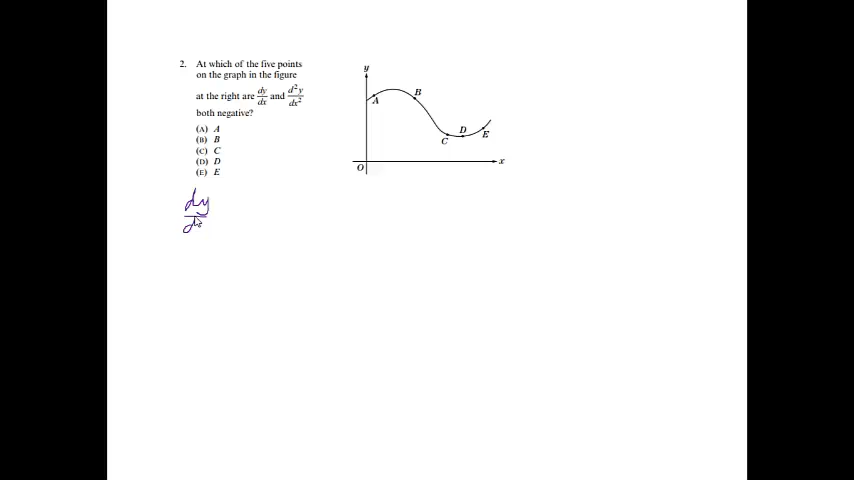 2. At which of the five points
on the graph in the figure
at the right are dy/dx and d²y/dx²
both negative?
(A) A
(B) B
(C) C
(D) D
(E) E
y
A
B
C
D
E
O
x
dy
d